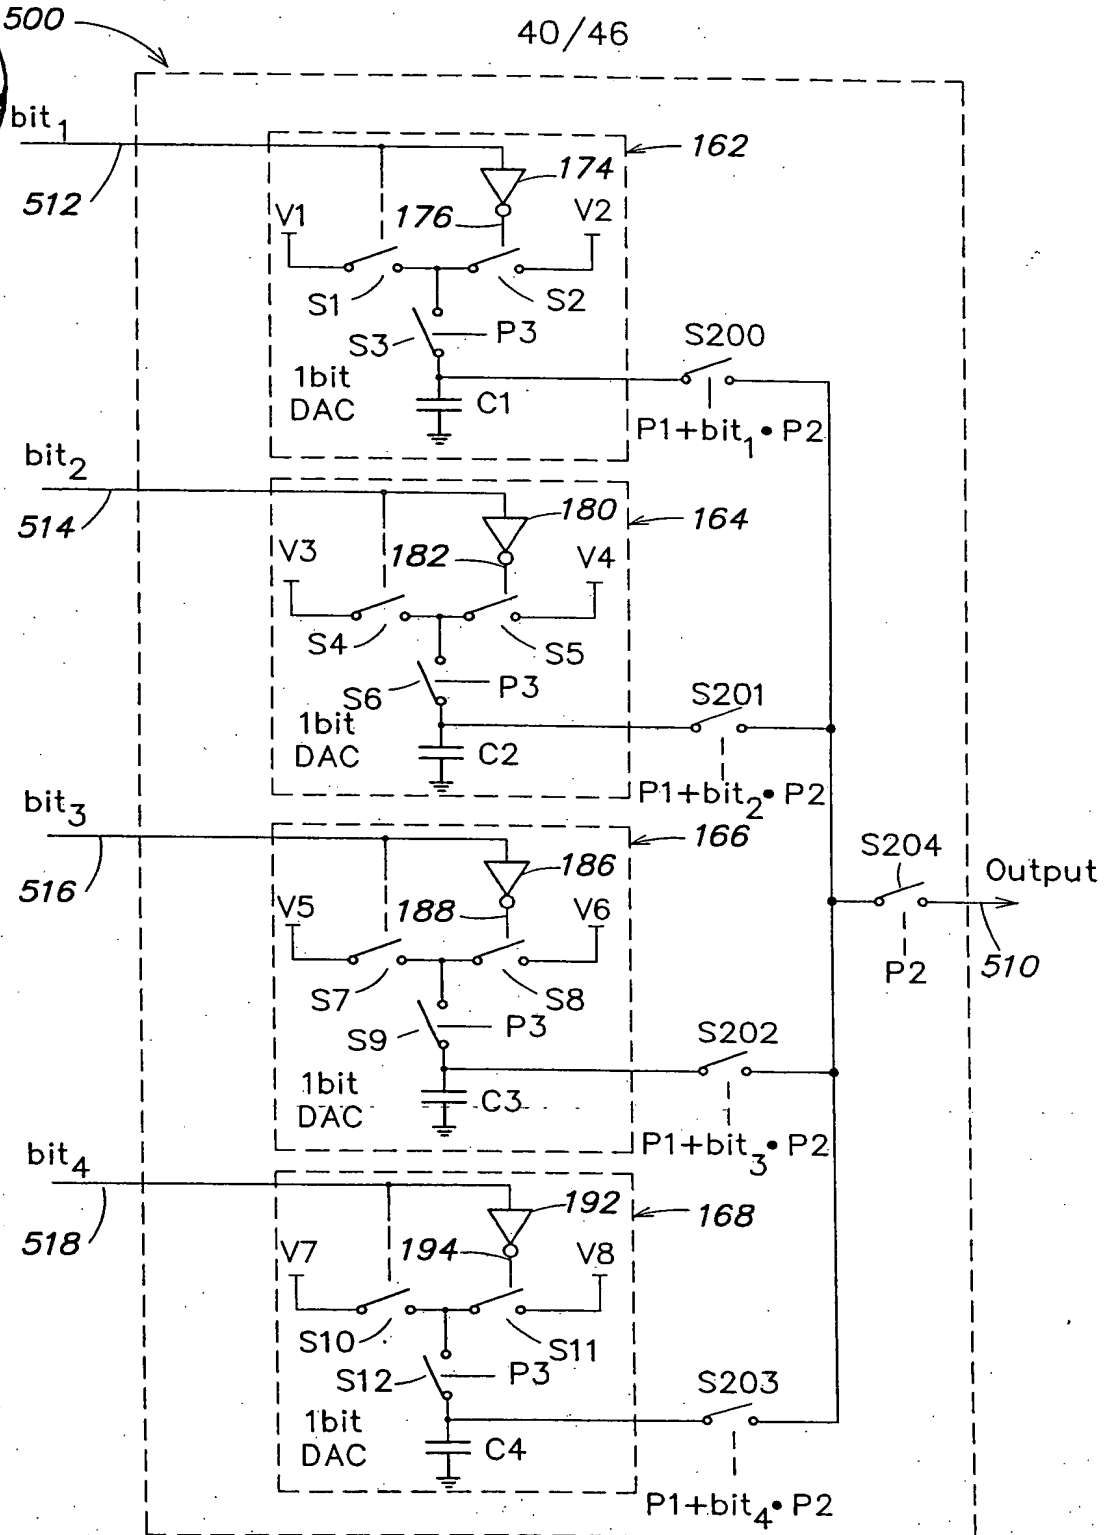 500
40/46
bit1
512
162
174
V1
176
V2
S1
S2
S3
P3
S200
1bit
DAC
C1
P1+bit1• P2
bit2
514
180
164
V3
182
V4
S4
S5
S6
P3
S201
1bit
DAC
C2
P1+bit2• P2
bit3
516
186
166
S204
Output
V5
188
V6
P2
510
S7
S8
S9
P3
S202
1bit
DAC
C3
P1+bit3• P2
bit4
518
192
168
V7
194
V8
S10
S11
S12
P3
S203
1bit
DAC
C4
P1+bit4• P2